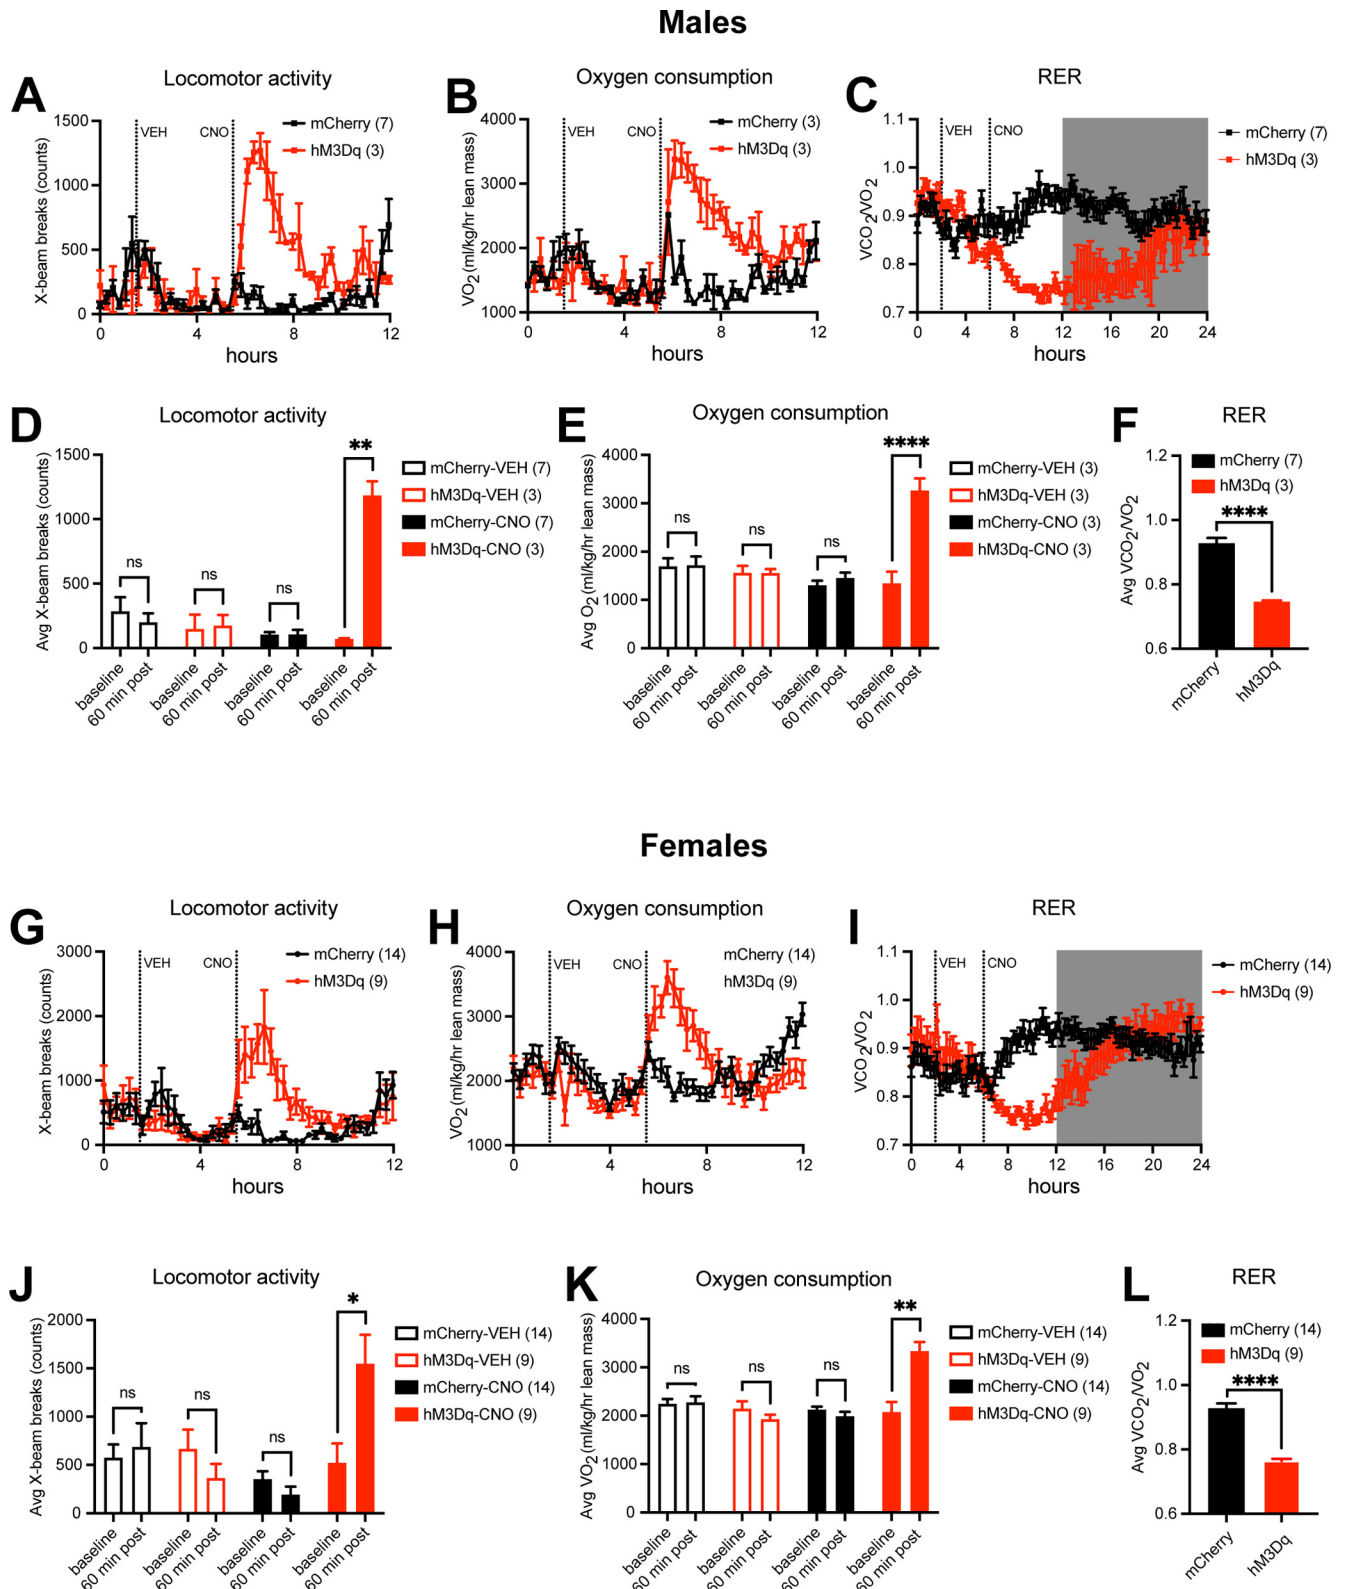 Males
A
Locomotor activity
X-beam breaks (counts)
1500
1000
500
0
VEH
CNO
mCherry (7)
hM3Dq (3)
0
4
8
12
hours
B
Oxygen consumption
VO2 (ml/kg/hr lean mass)
4000
3000
2000
1000
VEH
CNO
mCherry (3)
hM3Dq (3)
0
4
8
12
hours
C
RER
VCO2/VO2
1.1
1.0
0.9
0.8
0.7
VEH
CNO
mCherry (7)
hM3Dq (3)
0
4
8
12
16
20
24
hours
D
Locomotor activity
Avg X-beam breaks (counts)
1500
1000
500
0
ns
ns
ns
**
mCherry-VEH (7)
hM3Dq-VEH (3)
mCherry-CNO (7)
hM3Dq-CNO (3)
baseline
60 min post
baseline
60 min post
baseline
60 min post
baseline
60 min post
E
Oxygen consumption
Avg O2 (ml/kg/hr lean mass)
4000
3000
2000
1000
0
ns
ns
ns
****
mCherry-VEH (3)
hM3Dq-VEH (3)
mCherry-CNO (3)
hM3Dq-CNO (3)
baseline
60 min post
baseline
60 min post
baseline
60 min post
baseline
60 min post
F
RER
Avg VCO2/VO2
1.2
1.0
0.8
0.6
mCherry (7)
hM3Dq (3)
****
mCherry
hM3Dq
Females
G
Locomotor activity
X-beam breaks (counts)
3000
2000
1000
0
VEH
CNO
mCherry (14)
hM3Dq (9)
0
4
8
12
hours
H
Oxygen consumption
VO2 (ml/kg/hr lean mass)
4000
3000
2000
1000
VEH
CNO
mCherry (14)
hM3Dq (9)
0
4
8
12
hours
I
RER
VCO2/VO2
1.1
1.0
0.9
0.8
0.7
VEH
CNO
mCherry (14)
hM3Dq (9)
0
4
8
12
16
20
24
hours
J
Locomotor activity
Avg X-beam breaks (counts)
2000
1500
1000
500
0
ns
ns
ns
*
mCherry-VEH (14)
hM3Dq-VEH (9)
mCherry-CNO (14)
hM3Dq-CNO (9)
baseline
60 min post
baseline
60 min post
baseline
60 min post
baseline
60 min post
K
Oxygen consumption
Avg VO2 (ml/kg/hr lean mass)
4000
3000
2000
1000
0
ns
ns
ns
**
mCherry-VEH (14)
hM3Dq-VEH (9)
mCherry-CNO (14)
hM3Dq-CNO (9)
baseline
60 min post
baseline
60 min post
baseline
60 min post
baseline
60 min post
L
RER
Avg VCO2/VO2
1.2
1.0
0.8
0.6
mCherry (14)
hM3Dq (9)
****
mCherry
hM3Dq